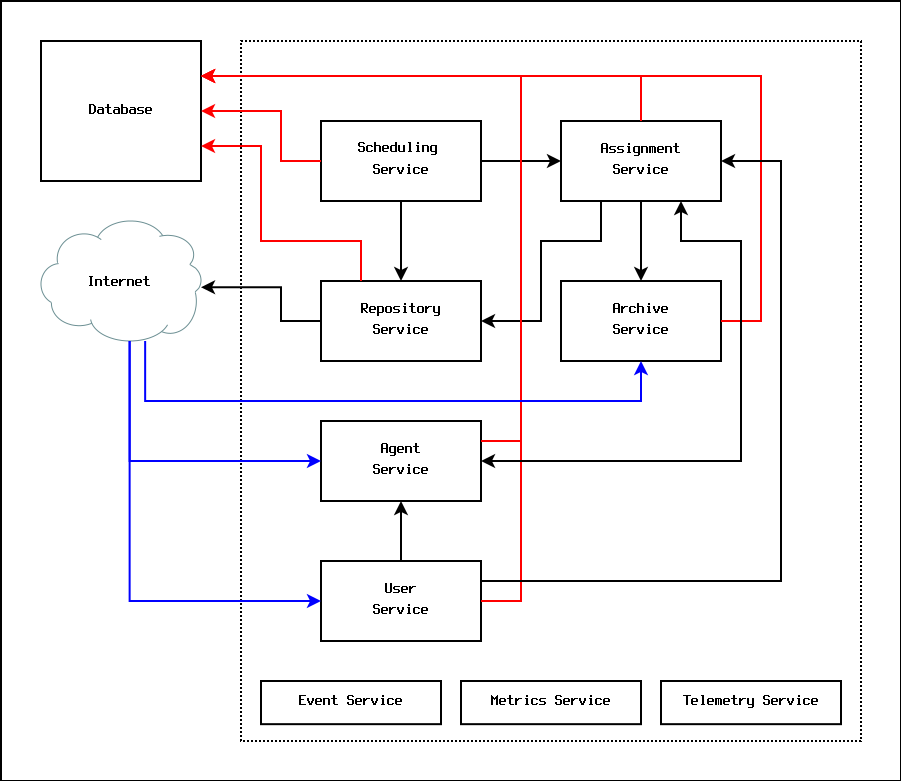 Database
Scheduling
Service
Assignment
Service
Internet
Repository
Service
Archive
Service
Agent
Service
User
Service
Event Service
Metrics Service
Telemetry Service